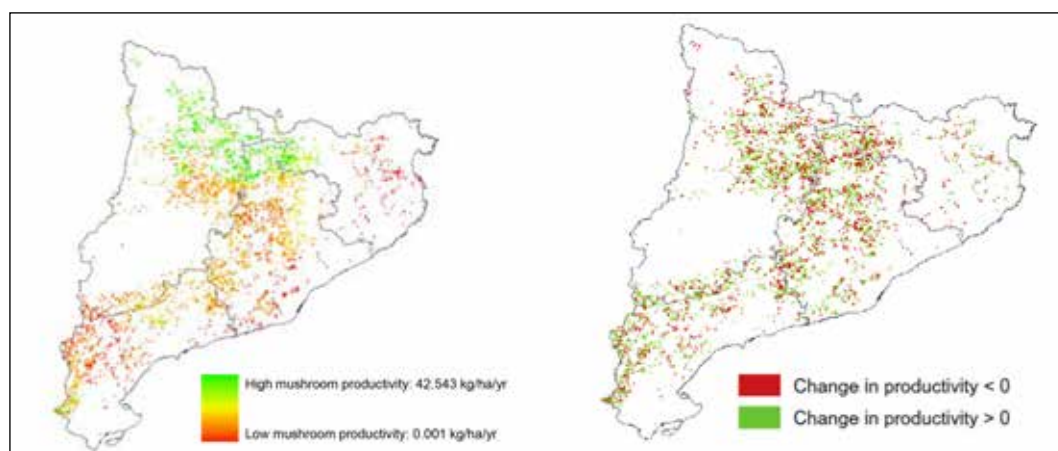 High mushroom productivity: 42.543 kg/ha/yr
Low mushroom productivity: 0.001 kg/ha/yr
Change in productivity < 0
Change in productivity > 0